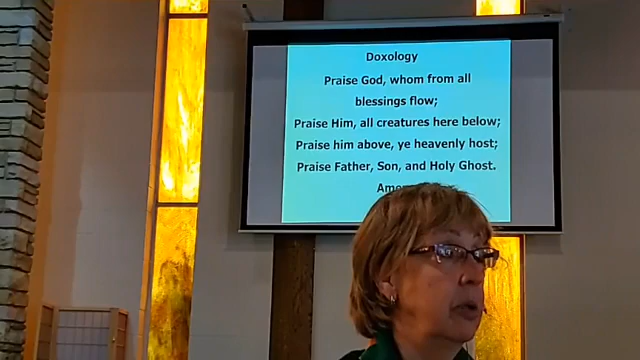 Doxology
Praise God, whom from all
blessings flow;
Praise Him, all creatures here below;
Praise him above, ye heavenly host;
Praise Father, Son, and Holy Ghost.